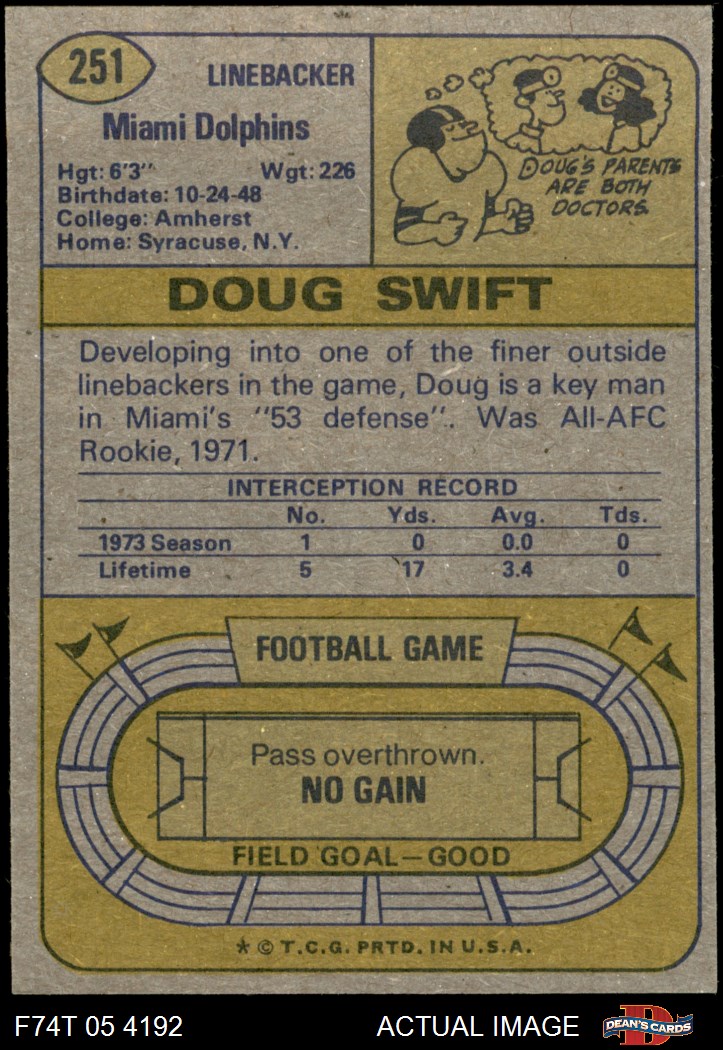 251
LINEBACKER
Miami Dolphins
Hgt: 6'3" Wgt: 226
Birthdate: 10-24-48
College: Amherst
Home: Syracuse, N.Y.
DOUG'S PARENTS
ARE BOTH
DOCTORS.
DOUG SWIFT
Developing into one of the finer outside
linebackers in the game, Doug is a key man
in Miami's "53 defense". Was All-AFC
Rookie, 1971.
INTERCEPTION RECORD
No. Yds. Avg. Tds.
1973 Season 1 0 0.0 0
Lifetime 5 17 3.4 0
FOOTBALL GAME
Pass overthrown.
NO GAIN
FIELD GOAL—GOOD
* © T.C.G. PRTD. IN U.S.A.
F74T 05 4192 ACTUAL IMAGE
D
DEAN'S CARDS